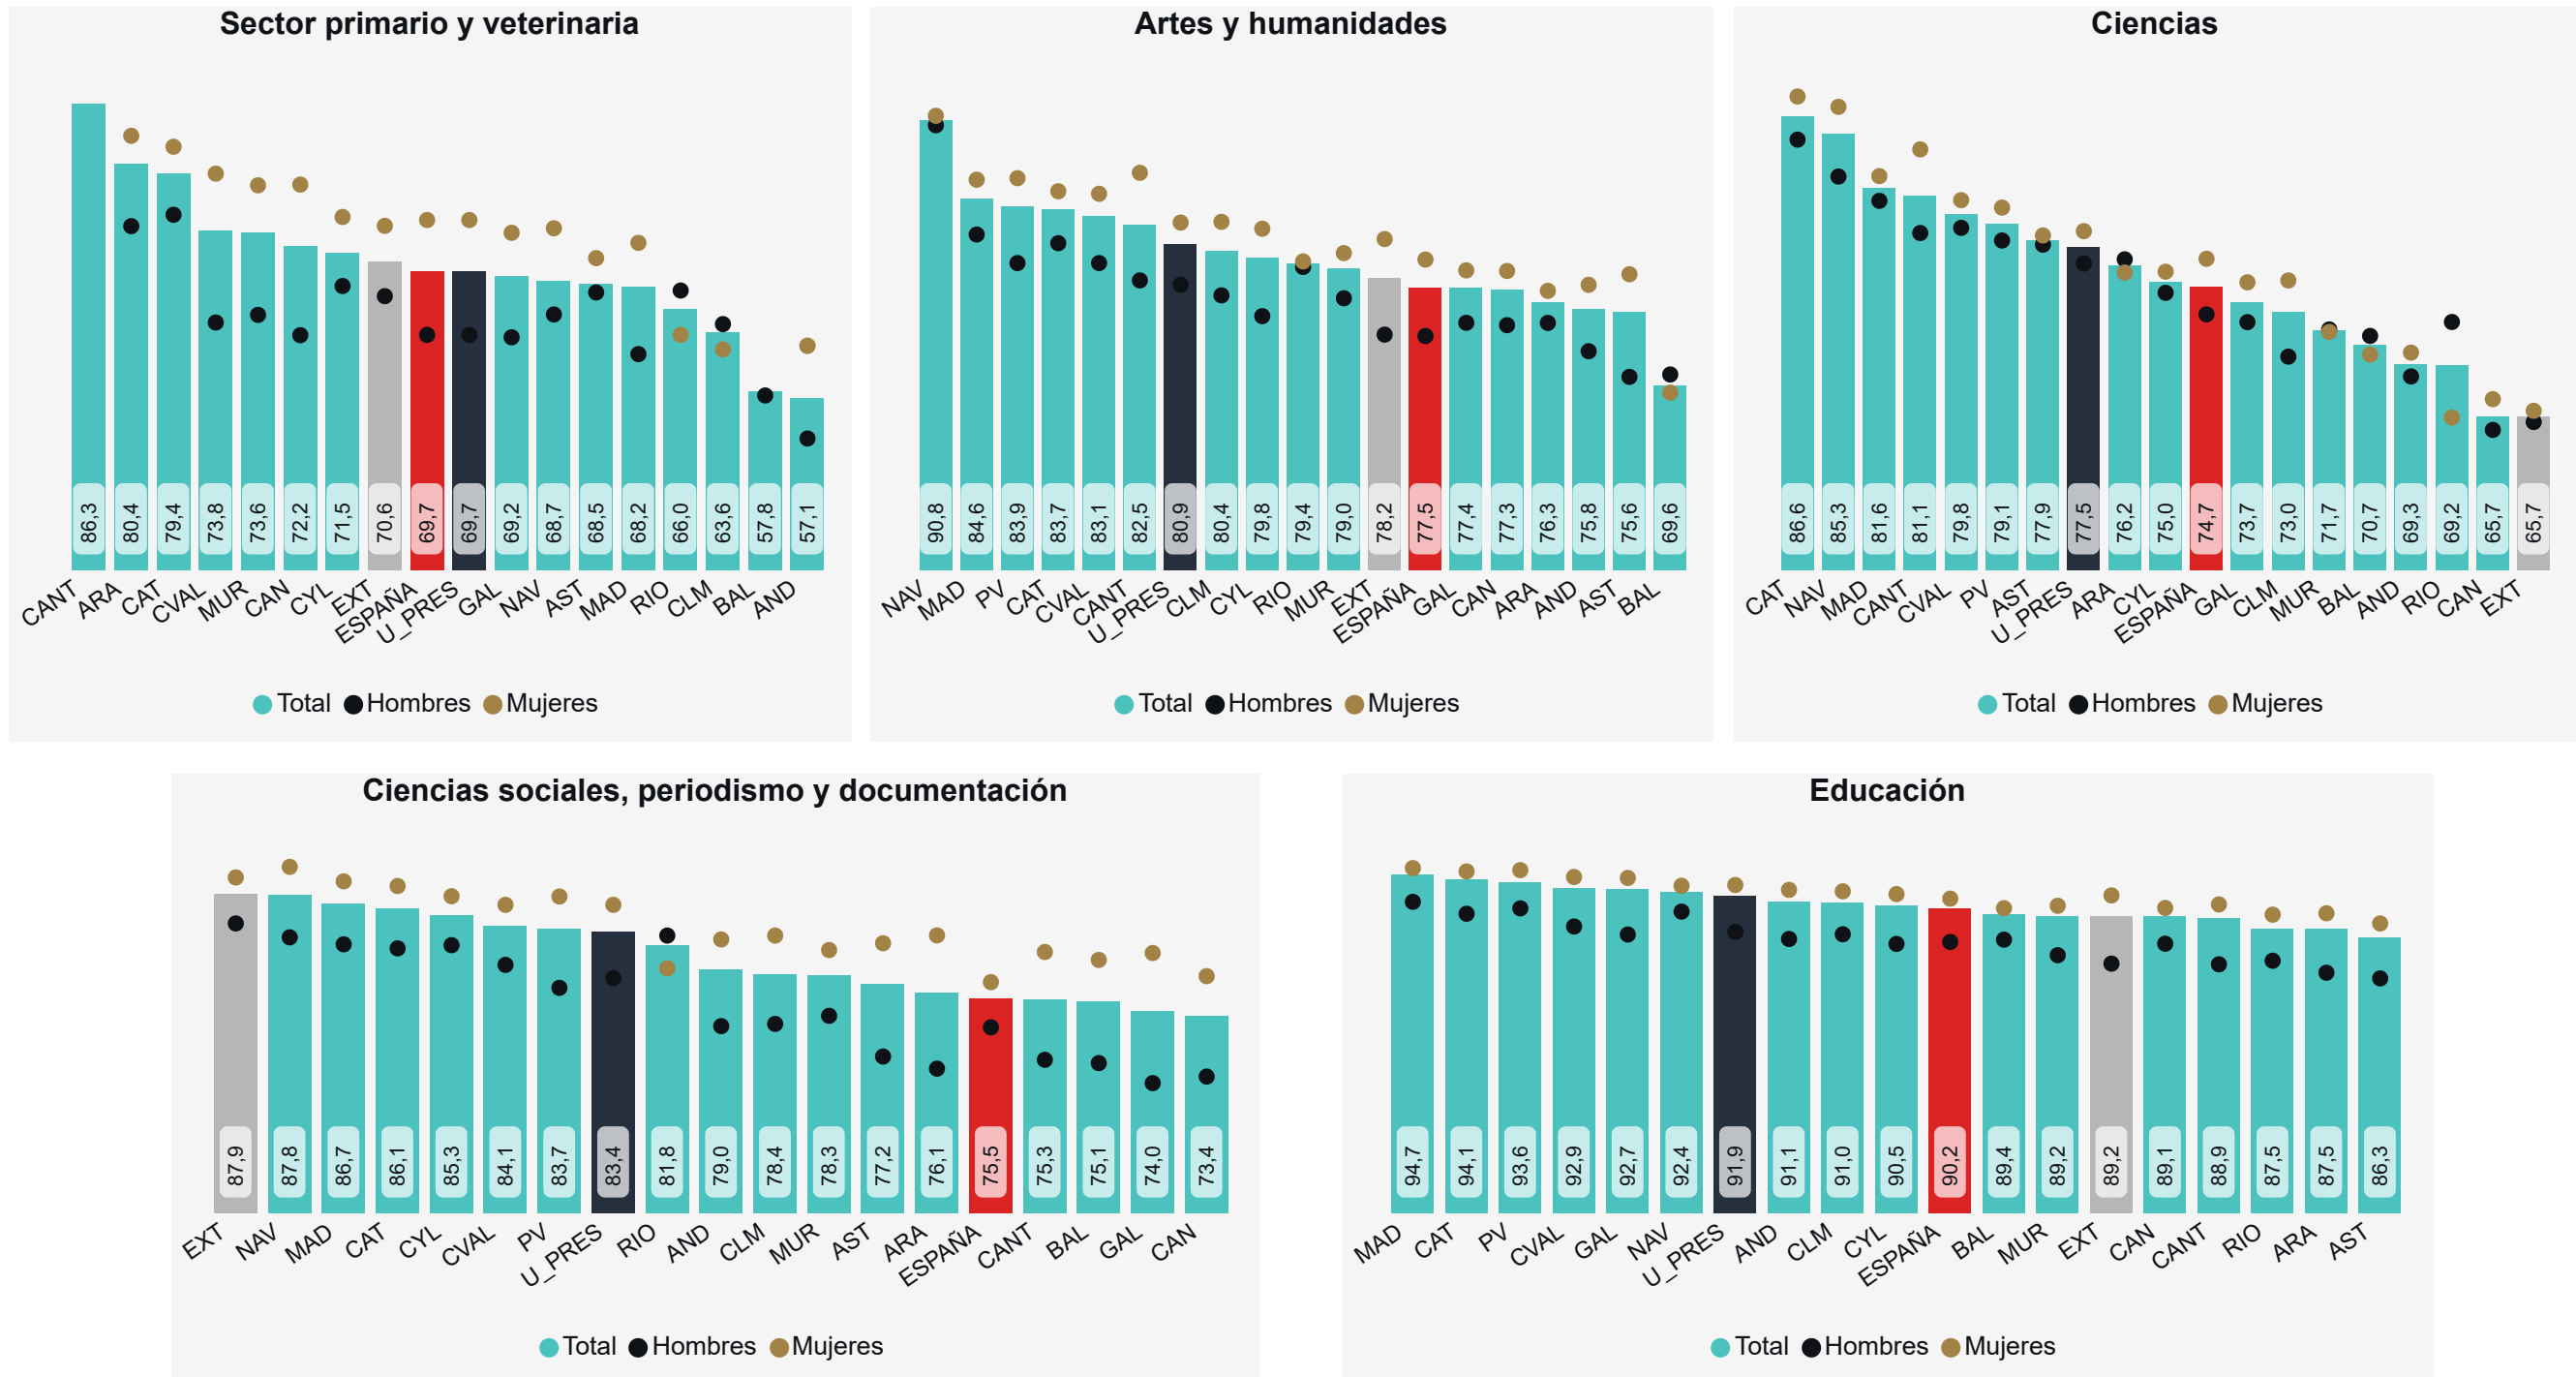 Sector primario y veterinaria
86,3 80,4 79,4 73,8 73,6 72,2 71,5 70,6 69,7 69,7 69,2 68,7 68,5 68,2 66,0 63,6 57,8 57,1
CANT ARA CAT CVAL MUR CAN CYL EXT ESPAÑA U_PRES GAL NAV AST MAD RIO CLM BAL AND
Total Hombres Mujeres
Artes y humanidades
90,8 84,6 83,9 83,7 83,1 82,5 80,9 80,4 79,8 79,4 79,0 78,2 77,5 77,4 77,3 76,3 75,8 75,6 69,6
NAV MAD PV CAT CVAL CANT U_PRES CLM CYL RIO MUR EXT ESPAÑA GAL CAN ARA AND AST BAL
Total Hombres Mujeres
Ciencias
86,6 85,3 81,6 81,1 79,8 79,1 77,9 77,5 76,2 75,0 74,7 73,7 73,0 71,7 70,7 69,3 69,2 65,7 65,7
CAT NAV MAD CANT CVAL PV AST U_PRES ARA CYL ESPAÑA GAL CLM MUR BAL AND RIO CAN EXT
Total Hombres Mujeres
Ciencias sociales, periodismo y documentación
87,9 87,8 86,7 86,1 85,3 84,1 83,7 83,4 81,8 79,0 78,4 78,3 77,2 76,1 75,5 75,3 75,1 74,0 73,4
EXT NAV MAD CAT CYL CVAL PV U_PRES RIO AND CLM MUR AST ARA ESPAÑA CANT BAL GAL CAN
Total Hombres Mujeres
Educación
94,7 94,1 93,6 92,9 92,7 92,4 91,9 91,1 91,0 90,5 90,2 89,4 89,2 89,2 89,1 88,9 87,5 87,5 86,3
MAD CAT PV CVAL GAL NAV U_PRES AND CLM CYL ESPAÑA BAL MUR EXT CAN CANT RIO ARA AST
Total Hombres Mujeres